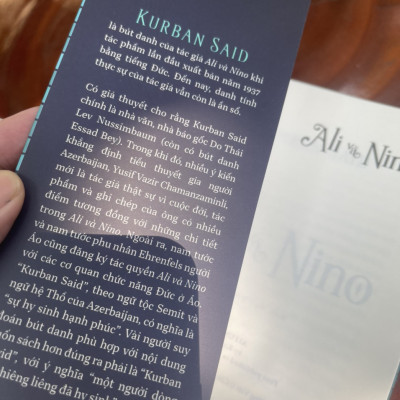 KURBAN SAID
là bút danh của tác giả Ali và Nino khi
tác phẩm lần đầu xuất bản năm 1937
bằng tiếng Đức. Đến nay, danh tính
thực sự của tác giả vẫn còn là ẩn số.
Có giả thuyết cho rằng Kurban Said
chính là nhà văn, nhà báo gốc Do Thái
Lev Nussimbaum (còn có bút danh
Essad Bey). Trong khi đó, nhiều ý kiến
khẳng định tiểu thuyết gia người
Azerbaijan, Yusif Vazir Chamanzaminli,
mới là tác giả thật sự vì cuộc đời, tác
phẩm và ghi chép của ông có nhiều
điểm tương đồng với những chi tiết
trong Ali và Nino. Ngoài ra, nam tước
và nam tước phu nhân Ehrenfels người
Áo cũng đăng ký tác quyền Ali và Nino
với các cơ quan chức năng Đức ở Áo.
"Kurban Said", theo ngữ tộc Semit và
ngữ hệ Thổ của Azerbaijan, có nghĩa là
"sự hy sinh hạnh phúc". Vài người suy
đoán bút danh phù hợp với nội dung
uốn sách hơn đúng ra phải là "Kurban
id", với ý nghĩa "một người dòng
thiêng liêng đã hy sinh
Ali và Nino
Nino